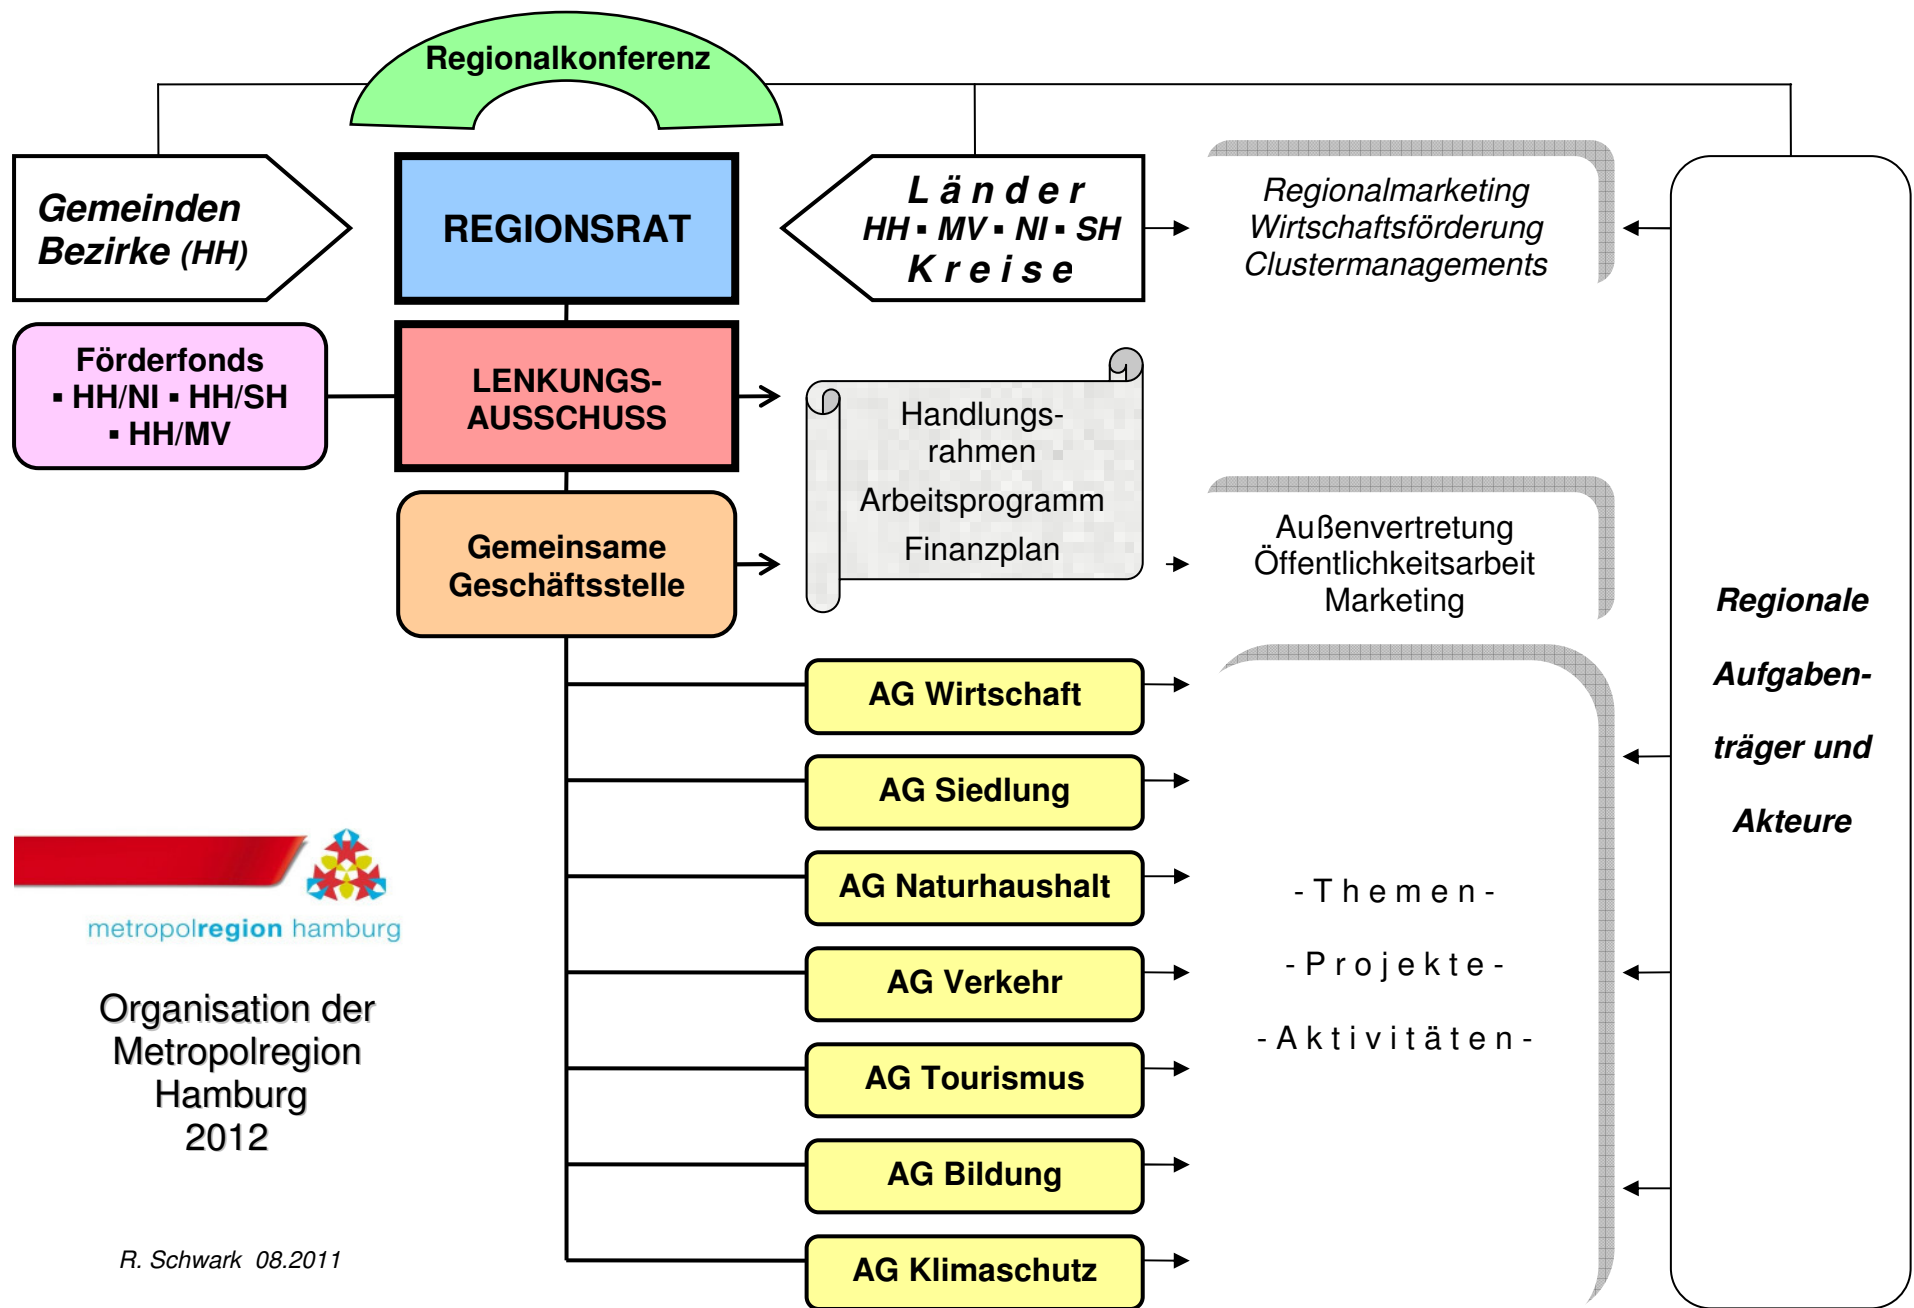 Regionalkonferenz
Gemeinden
Bezirke (HH)
REGIONSRAT
L ä n d e r
HH ▪ MV ▪ NI ▪ SH
K r e i s e
Regionalmarketing
Wirtschaftsförderung
Clustermanagements
Förderfonds
▪ HH/NI ▪ HH/SH
▪ HH/MV
LENKUNGS-
AUSSCHUSS
Handlungs-
rahmen
Arbeitsprogramm
Finanzplan
Gemeinsame
Geschäftsstelle
Außenvertretung
Öffentlichkeitsarbeit
Marketing
Regionale
Aufgaben-
träger und
Akteure
AG Wirtschaft
AG Siedlung
AG Naturhaushalt
AG Verkehr
AG Tourismus
AG Bildung
AG Klimaschutz
- T h e m e n -
- P r o j e k t e -
- A k t i v i t ä t e n -
metropolregion hamburg
Organisation der
Metropolregion
Hamburg
2012
R. Schwark 08.2011